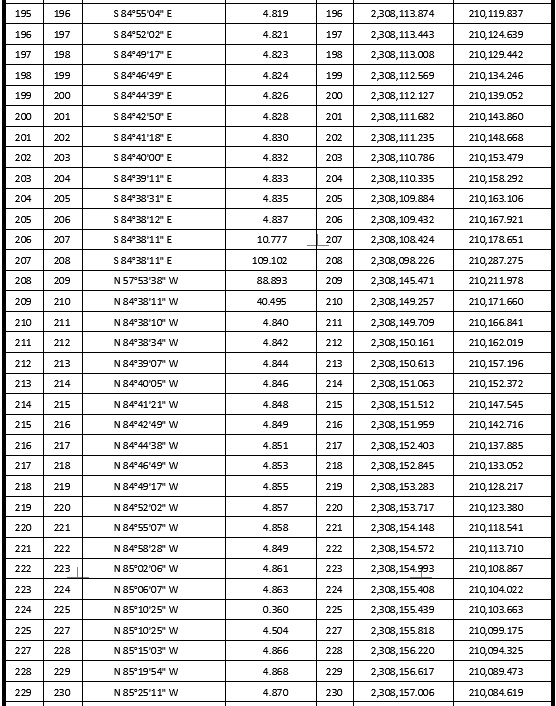 195 196 S 84°55'04" E 4.819 196 2,308,113.874 210,119.837
196 197 S 84°52'02" E 4.821 197 2,308,113.443 210,124.639
197 198 S 84°49'17" E 4.823 198 2,308,113.008 210,129.442
198 199 S 84°46'49" E 4.824 199 2,308,112.569 210,134.246
199 200 S 84°44'39" E 4.826 200 2,308,112.127 210,139.052
200 201 S 84°42'50" E 4.828 201 2,308,111.682 210,143.860
201 202 S 84°41'18" E 4.830 202 2,308,111.235 210,148.668
202 203 S 84°40'00" E 4.832 203 2,308,110.786 210,153.479
203 204 S 84°39'11" E 4.833 204 2,308,110.335 210,158.292
204 205 S 84°38'31" E 4.835 205 2,308,109.884 210,163.106
205 206 S 84°38'12" E 4.837 206 2,308,109.432 210,167.921
206 207 S 84°38'11" E 10.777 207 2,308,108.424 210,178.651
207 208 S 84°38'11" E 109.102 208 2,308,098.226 210,287.275
208 209 N 57°53'38" W 88.893 209 2,308,145.471 210,211.978
209 210 N 84°38'11" W 40.495 210 2,308,149.257 210,171.660
210 211 N 84°38'10" W 4.840 211 2,308,149.709 210,166.841
211 212 N 84°38'34" W 4.842 212 2,308,150.161 210,162.019
212 213 N 84°39'07" W 4.844 213 2,308,150.613 210,157.196
213 214 N 84°40'05" W 4.846 214 2,308,151.063 210,152.372
214 215 N 84°41'21" W 4.848 215 2,308,151.512 210,147.545
215 216 N 84°42'49" W 4.849 216 2,308,151.959 210,142.716
216 217 N 84°44'38" W 4.851 217 2,308,152.403 210,137.885
217 218 N 84°46'49" W 4.853 218 2,308,152.845 210,133.052
218 219 N 84°49'17" W 4.855 219 2,308,153.283 210,128.217
219 220 N 84°52'02" W 4.857 220 2,308,153.717 210,123.380
220 221 N 84°55'07" W 4.858 221 2,308,154.148 210,118.541
221 222 N 84°58'28" W 4.849 222 2,308,154.572 210,113.710
222 223 N 85°02'06" W 4.861 223 2,308,154.993 210,108.867
223 224 N 85°06'07" W 4.863 224 2,308,155.408 210,104.022
224 225 N 85°10'25" W 0.360 225 2,308,155.439 210,103.663
225 227 N 85°10'25" W 4.504 227 2,308,155.818 210,099.175
227 228 N 85°15'03" W 4.866 228 2,308,156.220 210,094.325
228 229 N 85°19'54" W 4.868 229 2,308,156.617 210,089.473
229 230 N 85°25'11" W 4.870 230 2,308,157.006 210,084.619